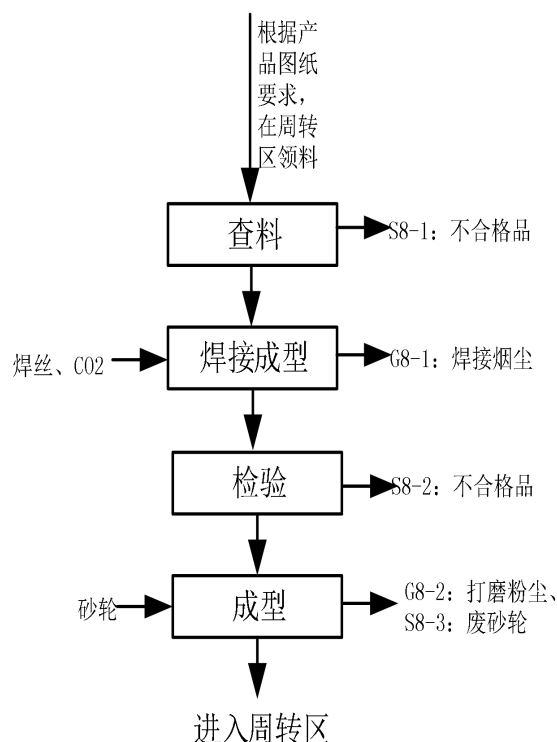 根据产
品图纸
要求，
在周转
区领料
查料
S8-1：不合格品
焊丝、CO2
焊接成型
G8-1：焊接烟尘
检验
S8-2：不合格品
砂轮
成型
G8-2：打磨粉尘、
S8-3：废砂轮
进入周转区